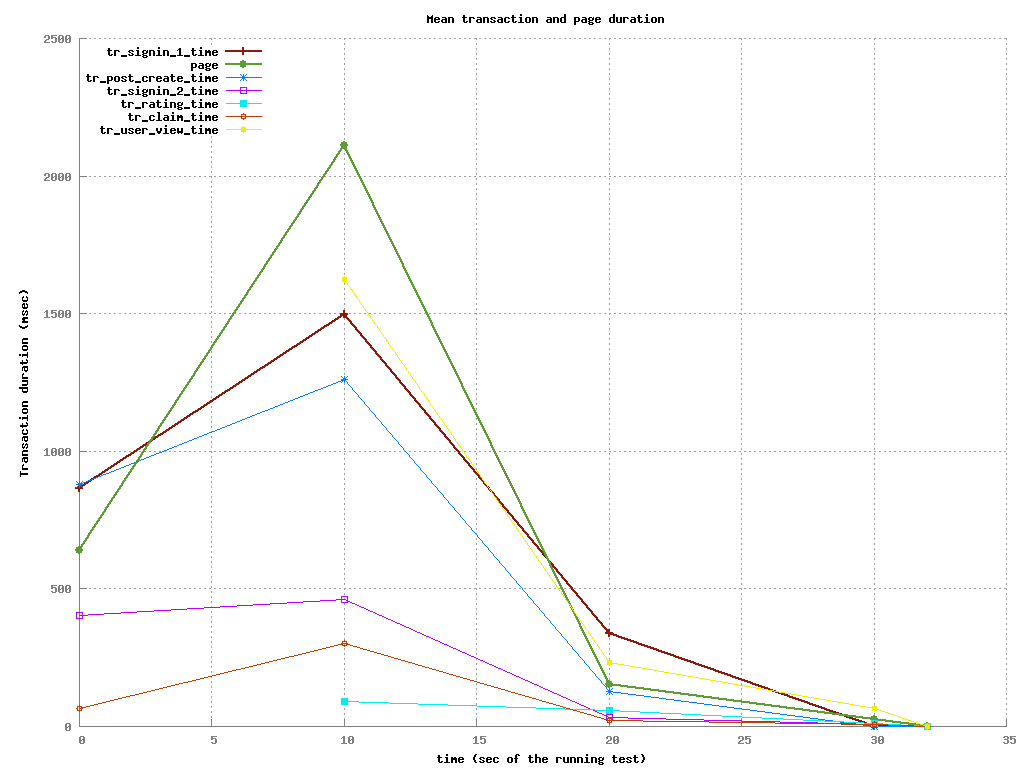 Mean transaction and page duration
2500
2000
1500
1000
500
0
Transaction duration (msec)
tr_signin_1_time
page
tr_post_create_time
tr_signin_2_time
tr_rating_time
tr_claim_time
tr_user_view_time
0 5 10 15 20 25 30 35
time (sec of the running test)